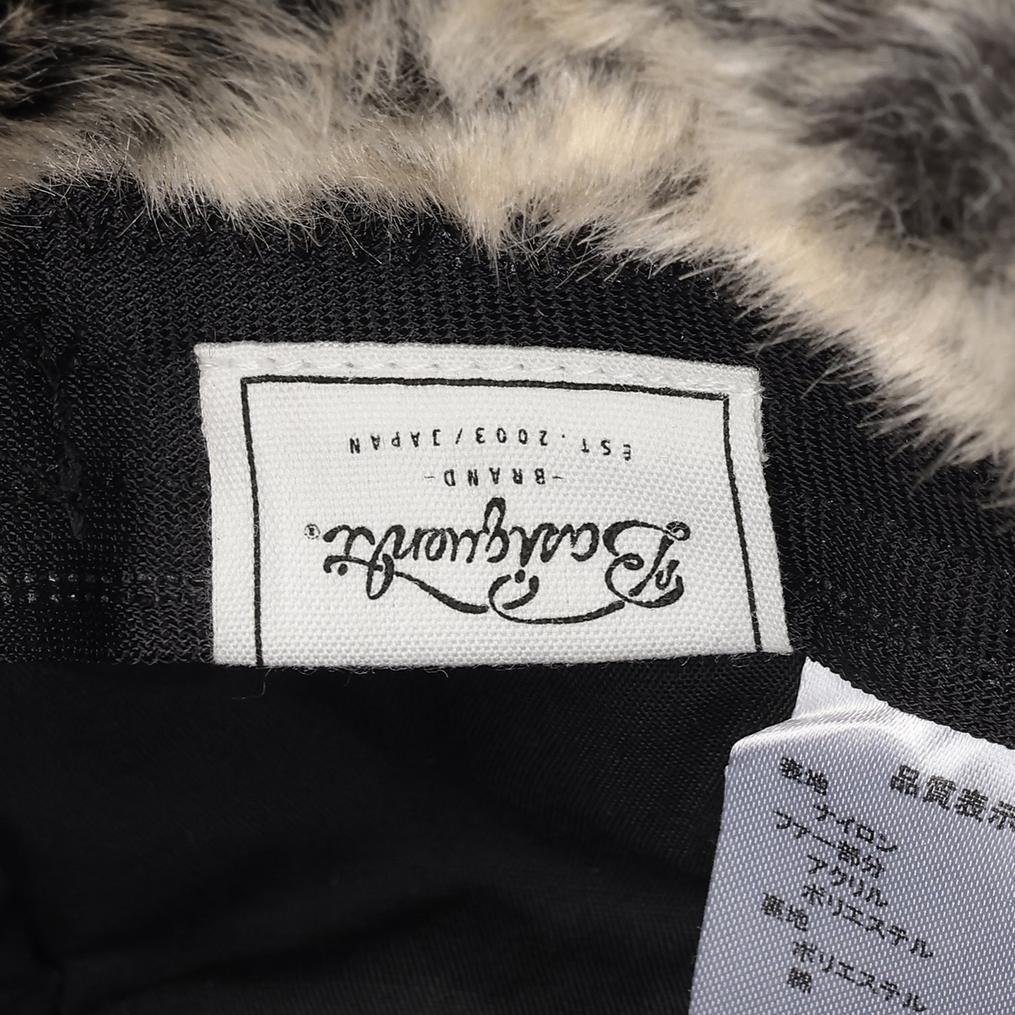 Basiquenti®
-BRAND-
EST. 2003/JAPAN
品質表示
表地
ナイロン
ファー部分
アクリル
ポリエステル
裏地
ポリエステル
綿